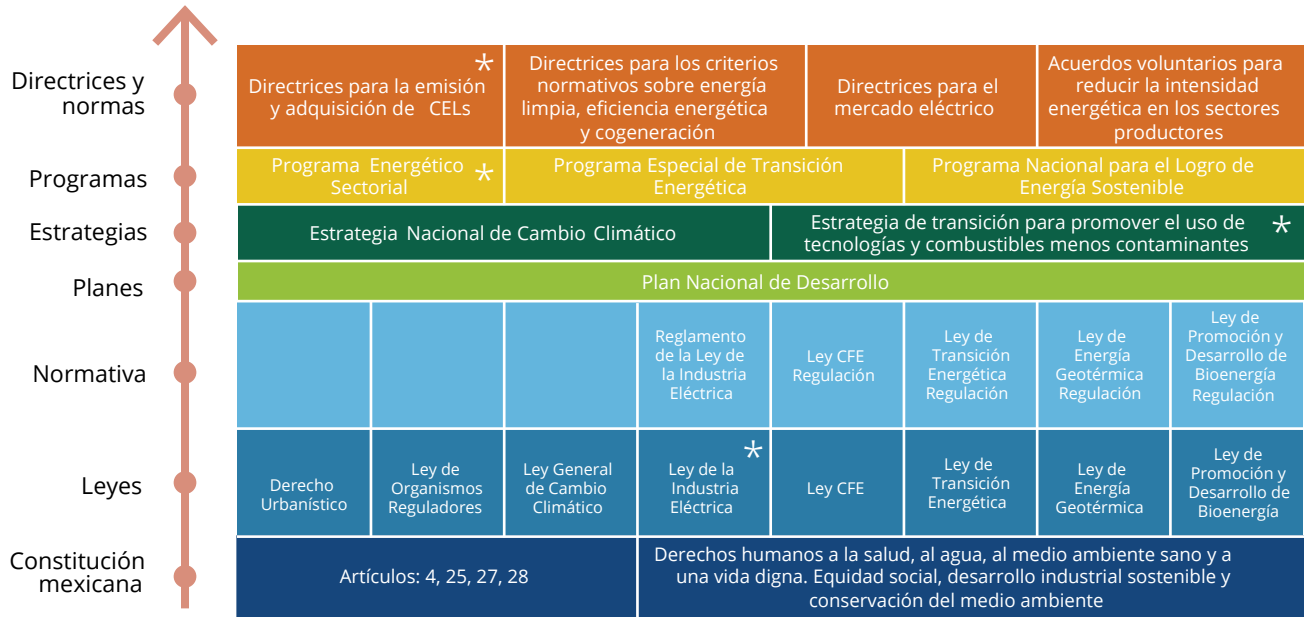 Directrices y
normas
Directrices para la emisión
y adquisición de CELs
*
Directrices para los criterios
normativos sobre energía
limpia, eficiencia energética
y cogeneración
Directrices para el
mercado eléctrico
Acuerdos voluntarios para
reducir la intensidad
energética en los sectores
productores
Programas
Programa Energético
Sectorial
*
Programa Especial de Transición
Energética
Programa Nacional para el Logro de
Energía Sostenible
Estrategias
Estrategia Nacional de Cambio Climático
Estrategia de transición para promover el uso de
tecnologías y combustibles menos contaminantes
*
Planes
Plan Nacional de Desarrollo
Normativa
Reglamento
de la Ley de
la Industria
Eléctrica
Ley CFE
Regulación
Ley de
Transición
Energética
Regulación
Ley de
Energía
Geotérmica
Regulación
Ley de
Promoción y
Desarrollo de
Bioenergía
Regulación
Leyes
Derecho
Urbanístico
Ley de
Organismos
Reguladores
Ley General
de Cambio
Climático
Ley de la
Industria
Eléctrica
*
Ley CFE
Ley de
Transición
Energética
Ley de
Energía
Geotérmica
Ley de
Promoción y
Desarrollo de
Bioenergía
Constitución
mexicana
Artículos: 4, 25, 27, 28
Derechos humanos a la salud, al agua, al medio ambiente sano y a
una vida digna. Equidad social, desarrollo industrial sostenible y
conservación del medio ambiente